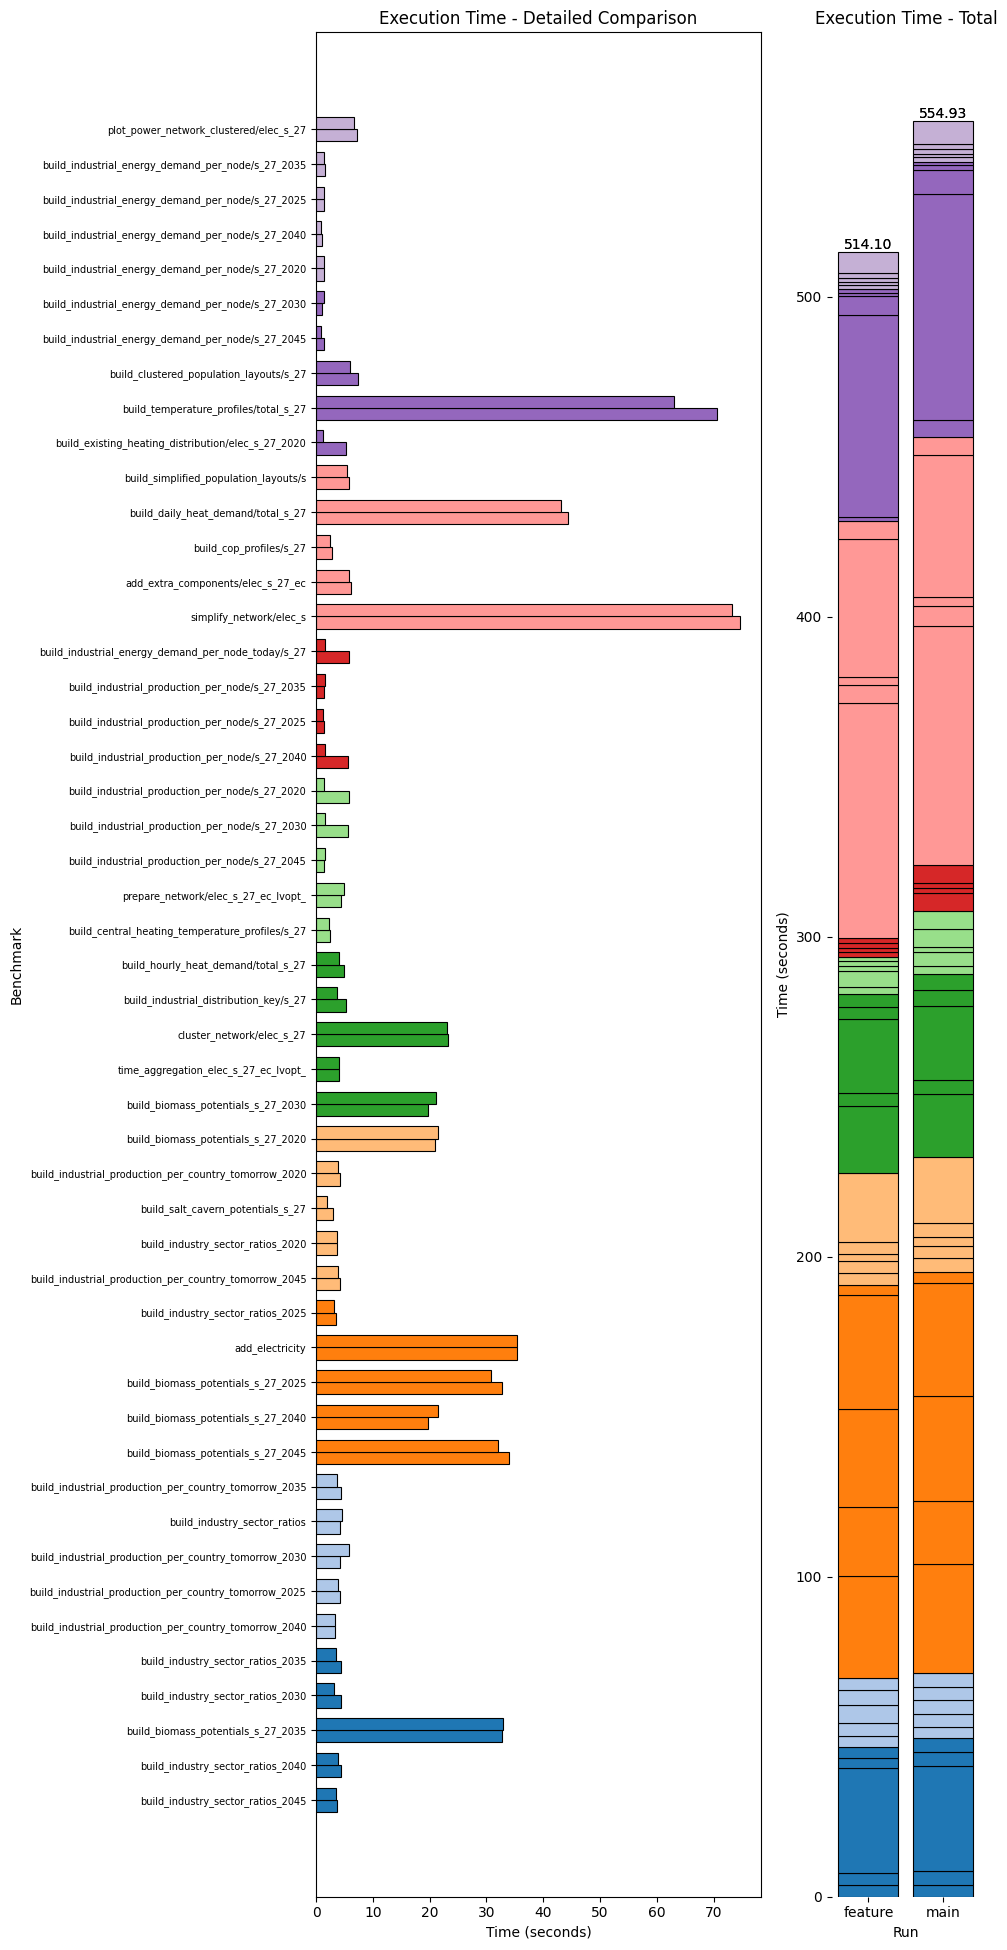 Execution Time - Detailed Comparison
Benchmark
plot_power_network_clustered/elec_s_27
build_industrial_energy_demand_per_node/s_27_2035
build_industrial_energy_demand_per_node/s_27_2025
build_industrial_energy_demand_per_node/s_27_2040
build_industrial_energy_demand_per_node/s_27_2020
build_industrial_energy_demand_per_node/s_27_2030
build_industrial_energy_demand_per_node/s_27_2045
build_clustered_population_layouts/s_27
build_temperature_profiles/total_s_27
build_existing_heating_distribution/elec_s_27_2020
build_simplified_population_layouts/s
build_daily_heat_demand/total_s_27
build_cop_profiles/s_27
add_extra_components/elec_s_27_ec
simplify_network/elec_s
build_industrial_energy_demand_per_node_today/s_27
build_industrial_production_per_node/s_27_2035
build_industrial_production_per_node/s_27_2025
build_industrial_production_per_node/s_27_2040
build_industrial_production_per_node/s_27_2020
build_industrial_production_per_node/s_27_2030
build_industrial_production_per_node/s_27_2045
prepare_network/elec_s_27_ec_lvopt_
build_central_heating_temperature_profiles/s_27
build_hourly_heat_demand/total_s_27
build_industrial_distribution_key/s_27
cluster_network/elec_s_27
time_aggregation_elec_s_27_ec_lvopt_
build_biomass_potentials_s_27_2030
build_biomass_potentials_s_27_2020
build_industrial_production_per_country_tomorrow_2020
build_salt_cavern_potentials_s_27
build_industry_sector_ratios_2020
build_industrial_production_per_country_tomorrow_2045
build_industry_sector_ratios_2025
add_electricity
build_biomass_potentials_s_27_2025
build_biomass_potentials_s_27_2040
build_biomass_potentials_s_27_2045
build_industrial_production_per_country_tomorrow_2035
build_industry_sector_ratios
build_industrial_production_per_country_tomorrow_2030
build_industrial_production_per_country_tomorrow_2025
build_industrial_production_per_country_tomorrow_2040
build_industry_sector_ratios_2035
build_industry_sector_ratios_2030
build_biomass_potentials_s_27_2035
build_industry_sector_ratios_2040
build_industry_sector_ratios_2045
0 10 20 30 40 50 60 70
Time (seconds)
Execution Time - Total
554.93
514.10
Time (seconds)
500
400
300
200
100
0
feature main
Run